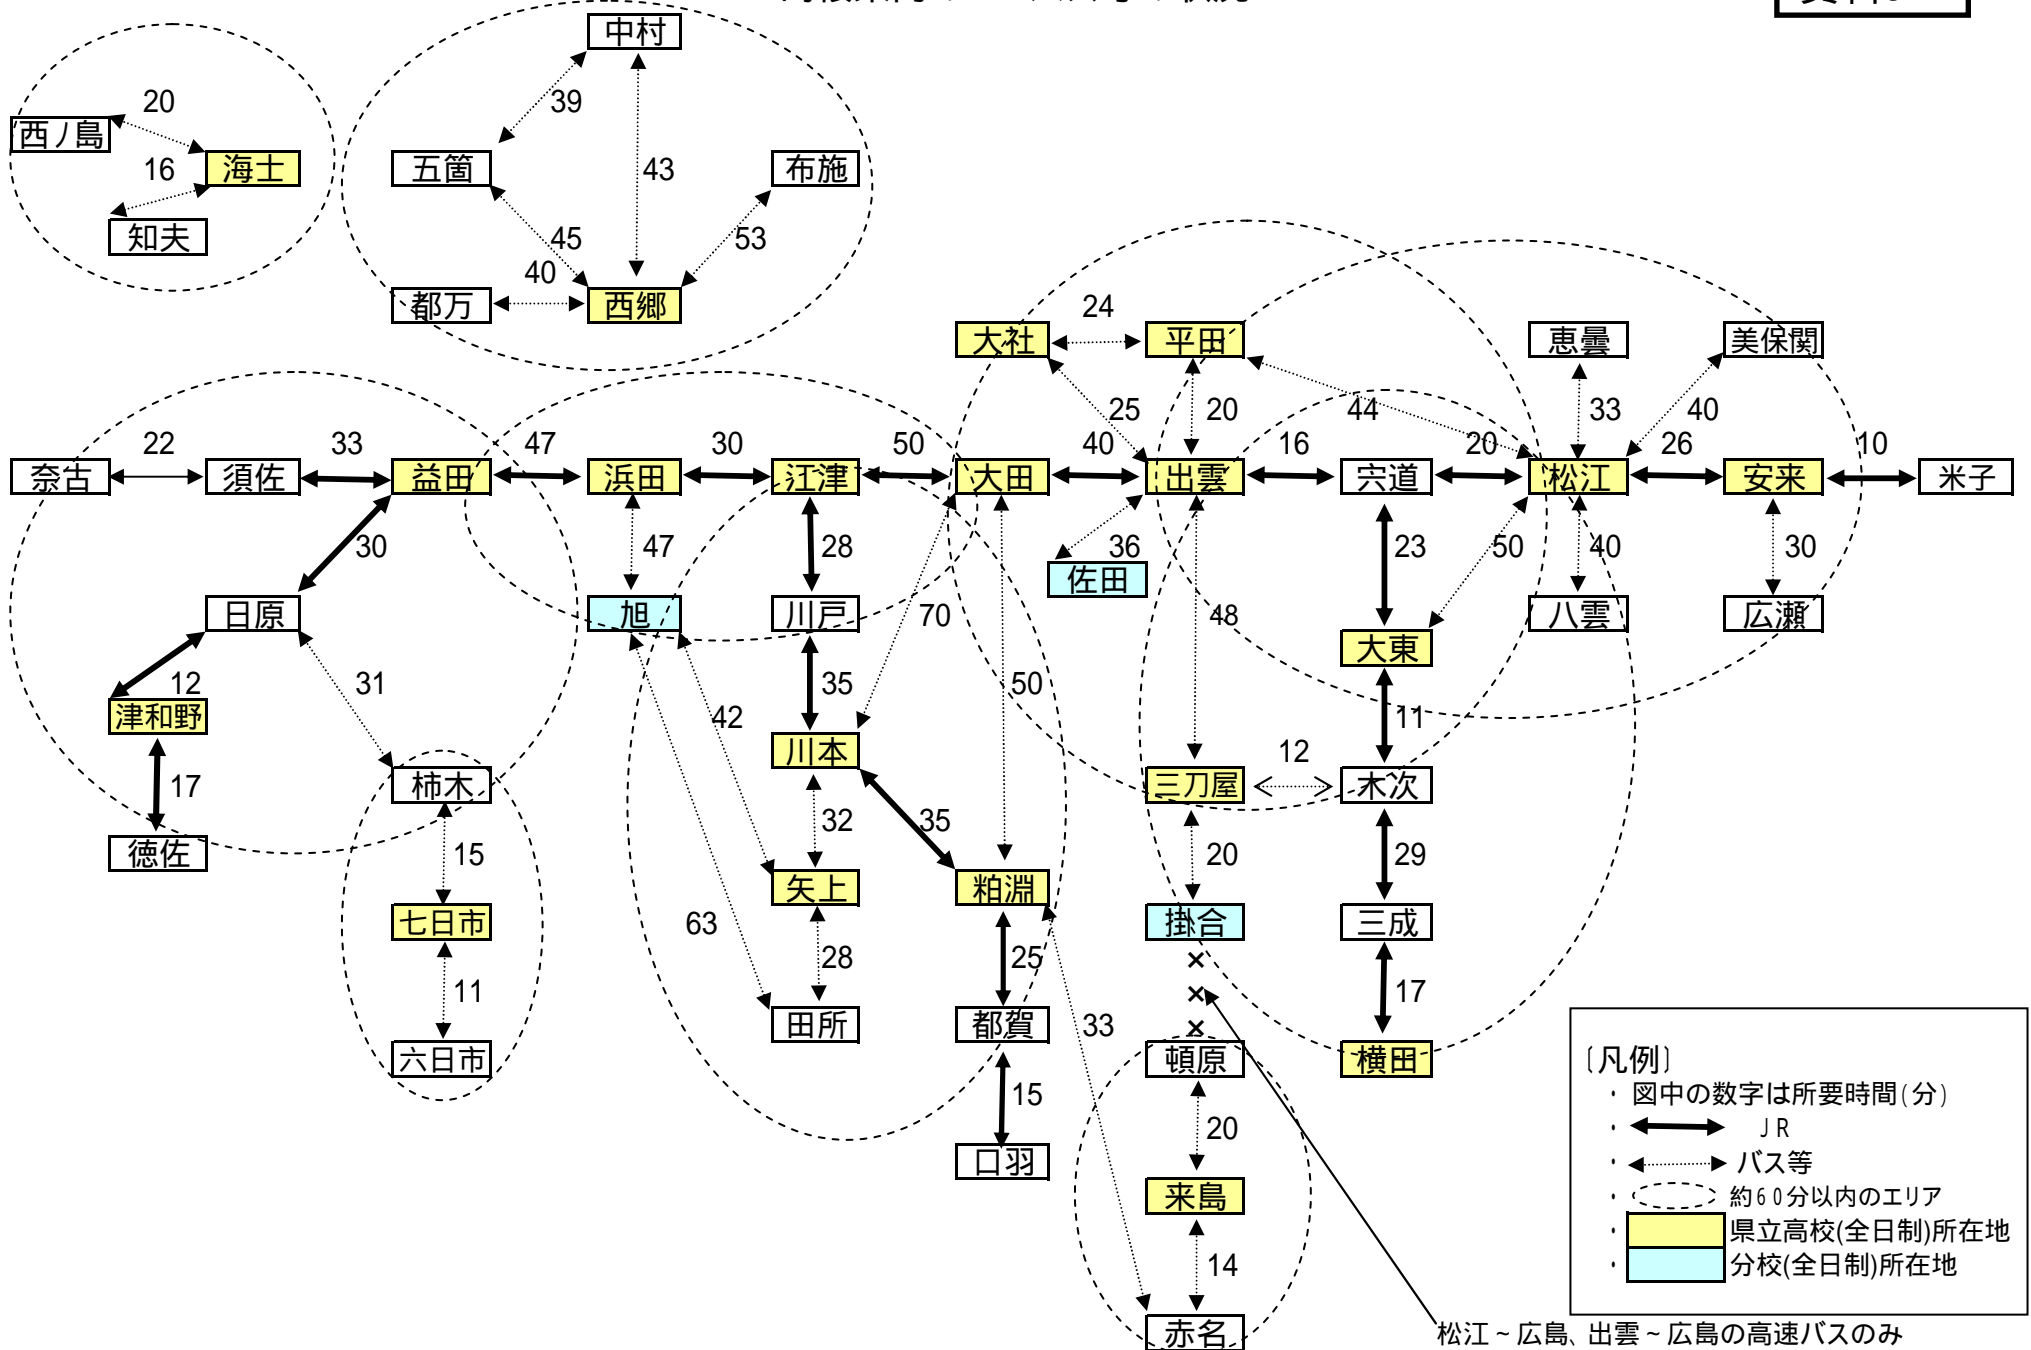 中村
20
39
西ノ島
海士
16
五箇
43
布施
知夫
45
53
40
都万
西郷
24
大社
平田
恵曇
美保関
25
20
44
33
40
22
33
47
30
50
40
16
20
26
10
奈古
須佐
益田
浜田
江津
大田
出雲
宍道
松江
安来
米子
30
47
28
36
23
50
40
30
佐田
日原
旭
川戸
70
48
八雲
広瀬
大東
12
31
35
50
津和野
42
11
川本
12
17
柿木
三刀屋
木次
32
35
徳佐
15
20
29
矢上
粕淵
七日市
63
掛合
三成
28
25
11
17
田所
都賀
33
六日市
頓原
横田
15
20
口羽
来島
14
赤名
〔凡例〕
・ 図中の数字は所要時間(分)
・ JR
・ バス等
・ 約60分以内のエリア
・ 県立高校(全日制)所在地
・ 分校(全日制)所在地
松江~広島、出雲~広島の高速バスのみ